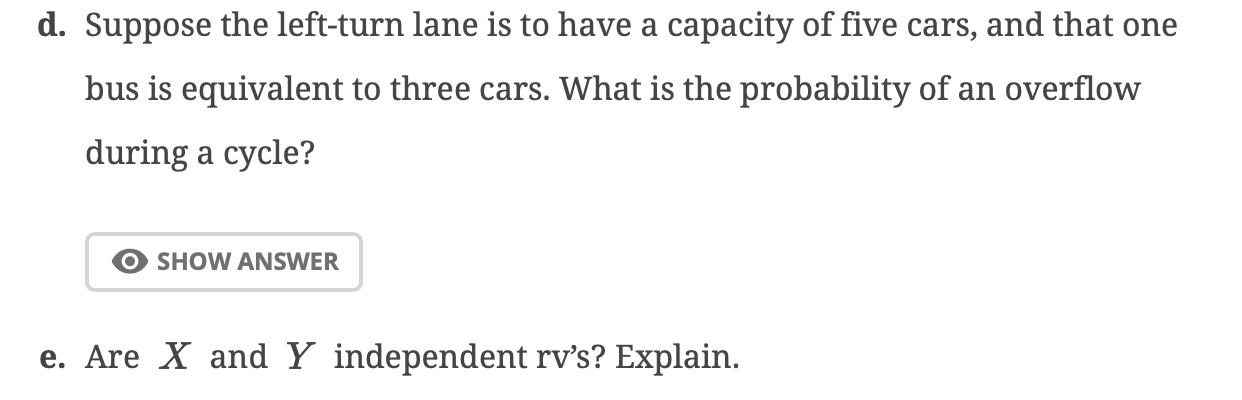 d. Suppose the left-turn lane is to have a capacity of five cars, and that one
bus is equivalent to three cars. What is the probability of an overflow
during a cycle?
SHOW ANSWER
e. Are X and Y independent rv’s? Explain.